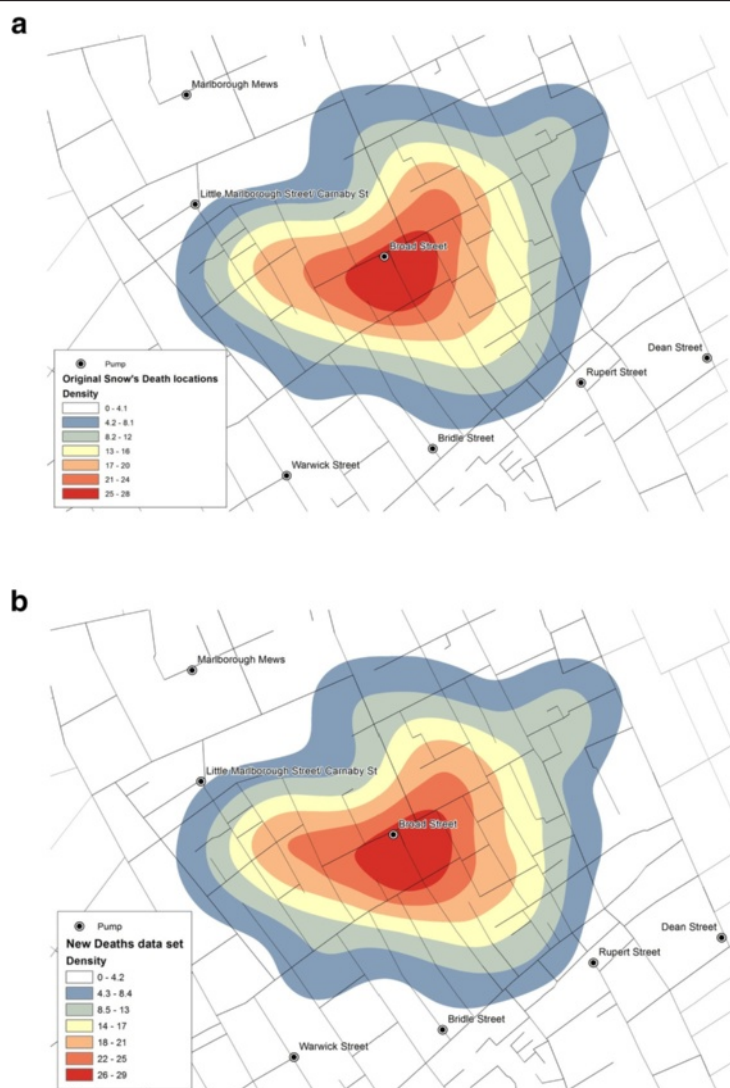 a
Marlborough Mews
Little Marlborough Street/ Carnaby St
Broad Street
Dean Street
Rupert Street
Bridle Street
Warwick Street
Pump
Original Snow's Death locations
Density
0 - 4.1
4.2 - 8.1
8.2 - 12
13 - 16
17 - 20
21 - 24
25 - 28
b
Marlborough Mews
Little Marlborough Street/ Carnaby St
Broad Street
Dean Street
Rupert Street
Bridle Street
Warwick Street
Pump
New Deaths data set
Density
0 - 4.2
4.3 - 8.4
8.5 - 13
14 - 17
18 - 21
22 - 25
26 - 29